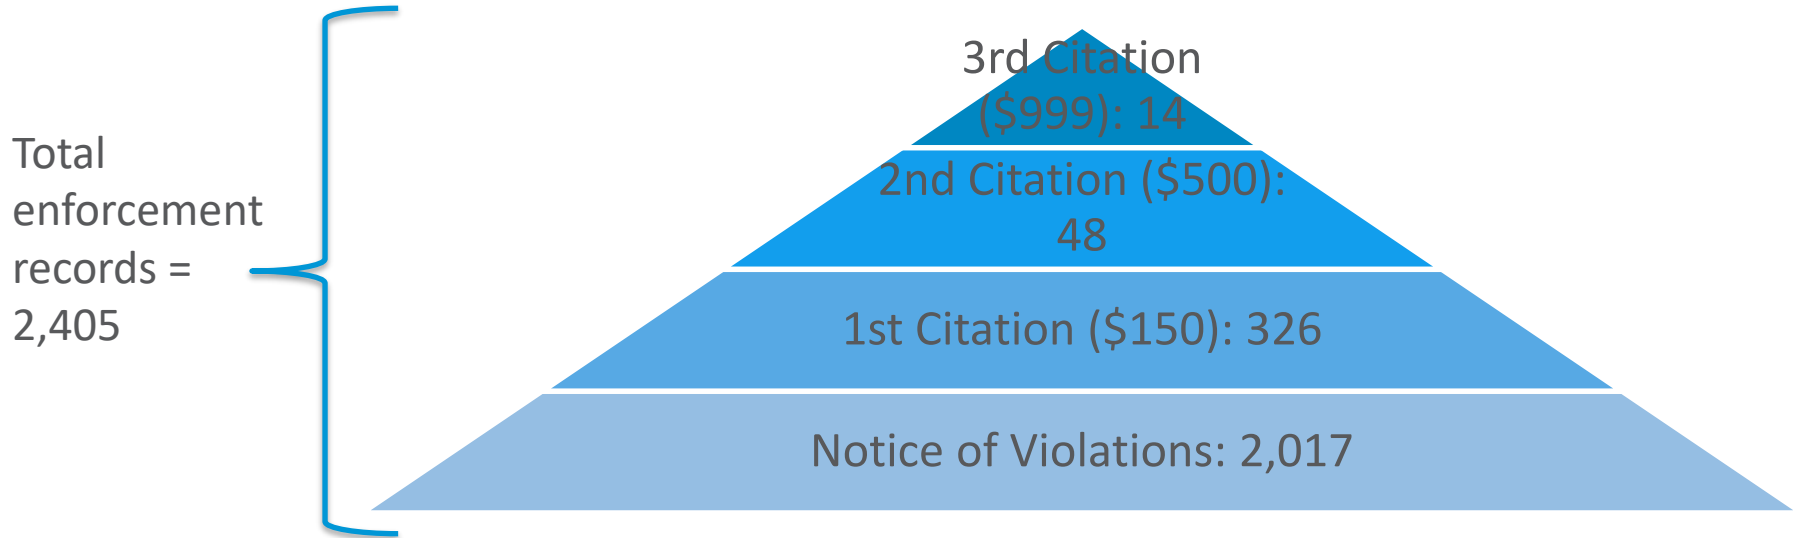 Total
enforcement
records =
2,405
3rd Citation
($999): 14
2nd Citation ($500):
48
1st Citation ($150): 326
Notice of Violations: 2,017